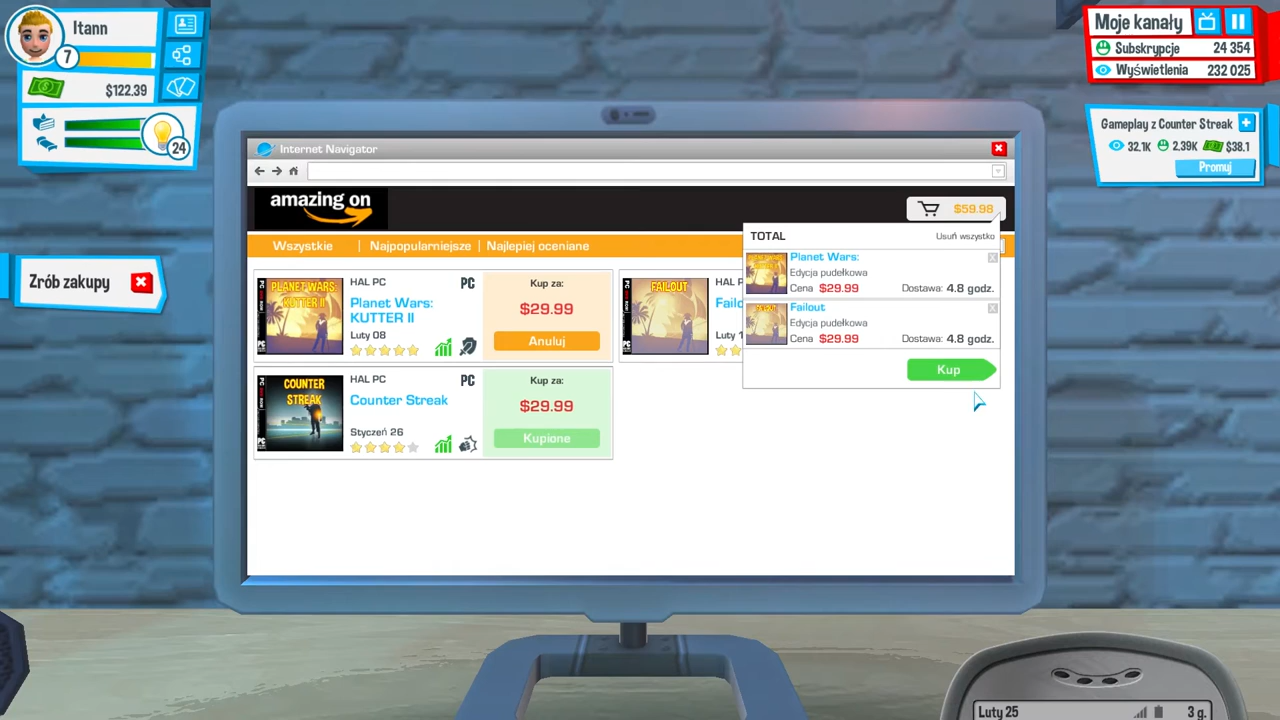 Itann
7
$122.39
24
Moje kanały
Subskrypcje 24 354
Wyświetlenia 232 025
Gameplay z Counter Streak
32.1K 2.39K $38.1
Promuj
Zrób zakupy
Internet Navigator
amazing on
$59.98
Wszystkie | Najpopularniejsze | Najlepiej oceniane
TOTAL Usuń wszystko
Planet Wars:
Edycja pudełkowa
Cena $29.99 Dostawa: 4.8 godz.
Failout
Edycja pudełkowa
Cena $29.99 Dostawa: 4.8 godz.
Kup
PLANET WARS
KUTTER II
PC
HAL PC PC
Planet Wars:
KUTTER II
Luty 08
Kup za:
$29.99
Anuluj
FAILOUT
PC
HAL
Luty
COUNTER
STREAK
PC
HAL PC PC
Counter Streak
Styczeń 26
Kup za:
$29.99
Kupione
Luty 25 3 g.